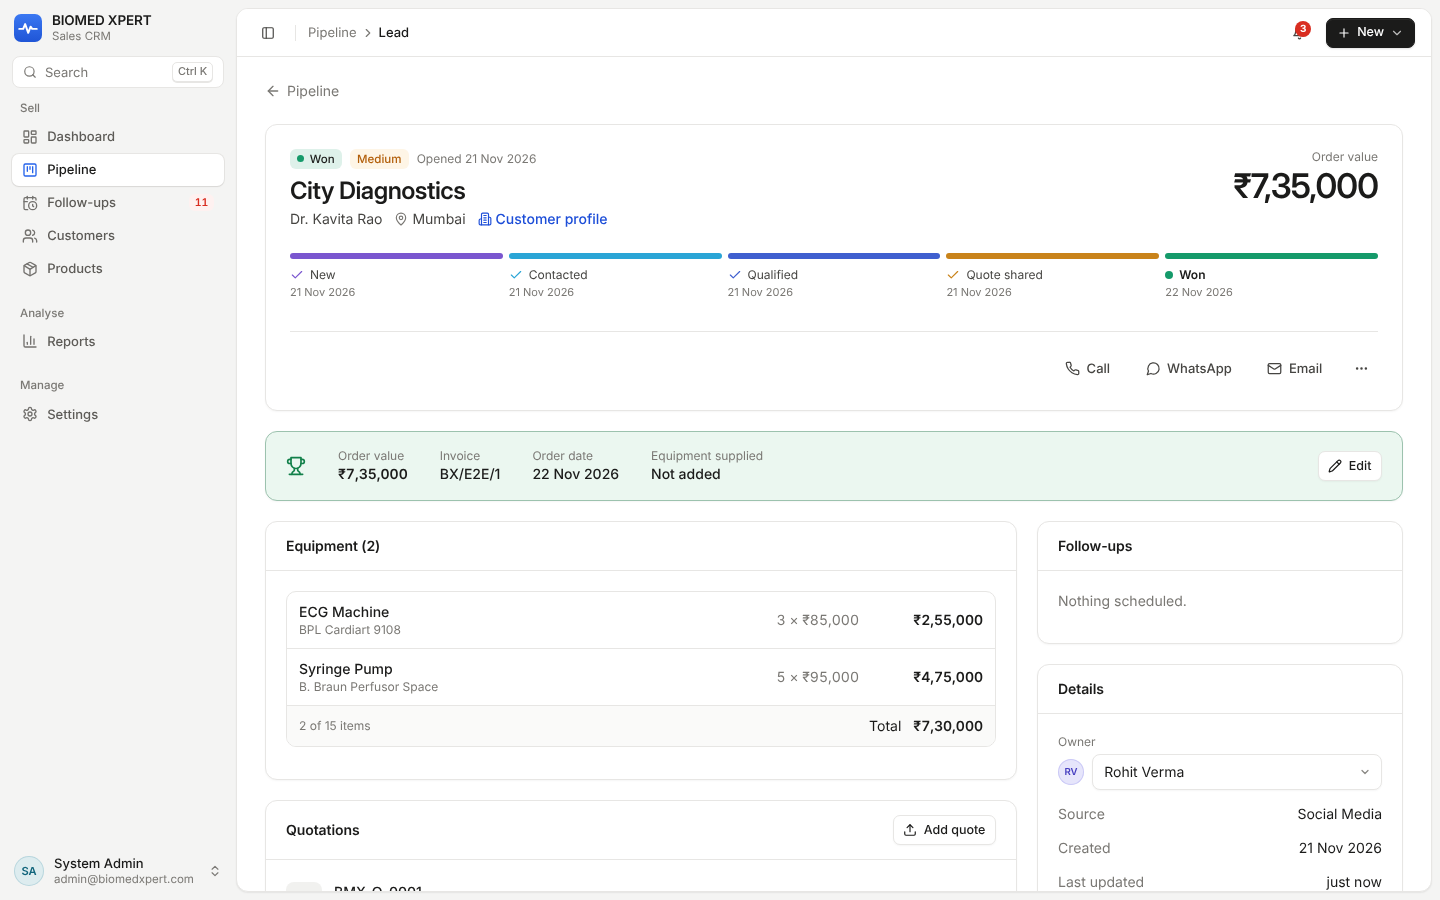 BIOMED XPERT
Sales CRM
Search
Ctrl K
Sell
Dashboard
Pipeline
Follow-ups
11
Customers
Products
Analyse
Reports
Manage
Settings
SA
System Admin
admin@biomedxpert.com
Pipeline > Lead
3
+ New
← Pipeline
Won
Medium
Opened 21 Nov 2026
City Diagnostics
Dr. Kavita Rao
Mumbai
Customer profile
Order value
₹7,35,000
New
21 Nov 2026
Contacted
21 Nov 2026
Qualified
21 Nov 2026
Quote shared
21 Nov 2026
Won
22 Nov 2026
Call
WhatsApp
Email
...
Order value
₹7,35,000
Invoice
BX/E2E/1
Order date
22 Nov 2026
Equipment supplied
Not added
Edit
Equipment (2)
ECG Machine
BPL Cardiart 9108
3 × ₹85,000
₹2,55,000
Syringe Pump
B. Braun Perfusor Space
5 × ₹95,000
₹4,75,000
2 of 15 items
Total ₹7,30,000
Quotations
Add quote
BMX-Q-0001
Follow-ups
Nothing scheduled.
Details
Owner
RV
Rohit Verma
Source
Social Media
Created
21 Nov 2026
Last updated
just now